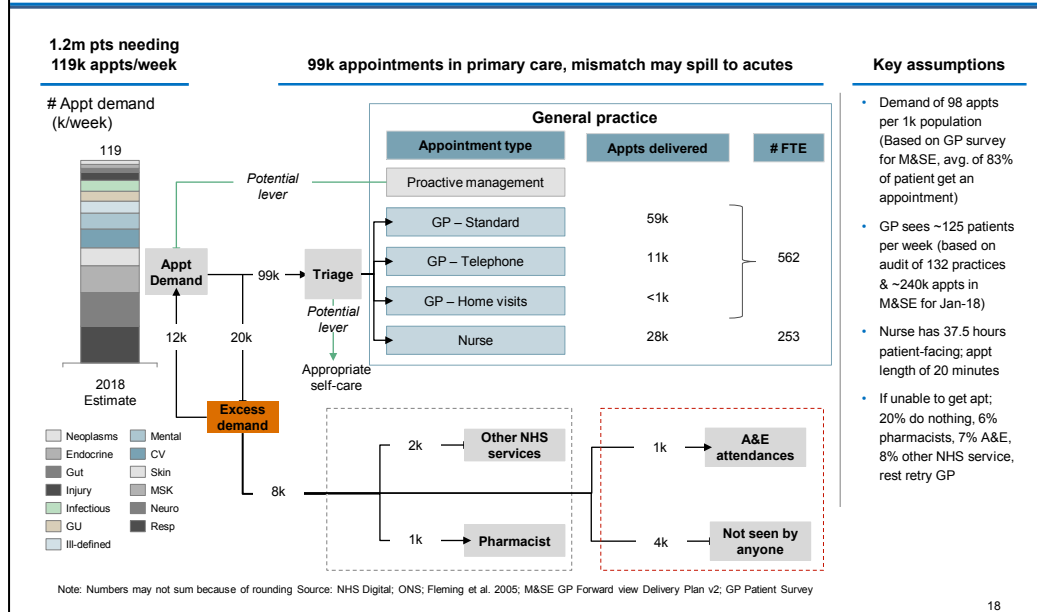 1.2m pts needing
119k appts/week
# Appt demand
(k/week)
119
2018
Estimate
Neoplasms
Endocrine
Gut
Injury
Infectious
GU
Ill-defined
Mental
CV
Skin
MSK
Neuro
Resp
99k appointments in primary care, mismatch may spill to acutes
General practice
Appointment type
Appts delivered
# FTE
Potential
lever
Proactive management
GP – Standard
59k
Appt
Demand
99k
Triage
GP – Telephone
11k
562
GP – Home visits
<1k
Potential
lever
Nurse
28k
253
12k
20k
Appropriate
self-care
Excess
demand
8k
2k
Other NHS
services
1k
Pharmacist
1k
A&E
attendances
4k
Not seen by
anyone
Key assumptions
• Demand of 98 appts
per 1k population
(Based on GP survey
for M&SE, avg. of 83%
of patient get an
appointment)
• GP sees ~125 patients
per week (based on
audit of 132 practices
& ~240k appts in
M&SE for Jan-18)
• Nurse has 37.5 hours
patient-facing; appt
length of 20 minutes
• If unable to get apt;
20% do nothing, 6%
pharmacists, 7% A&E,
8% other NHS service,
rest retry GP
Note: Numbers may not sum because of rounding Source: NHS Digital; ONS; Fleming et al. 2005; M&SE GP Forward view Delivery Plan v2; GP Patient Survey
18